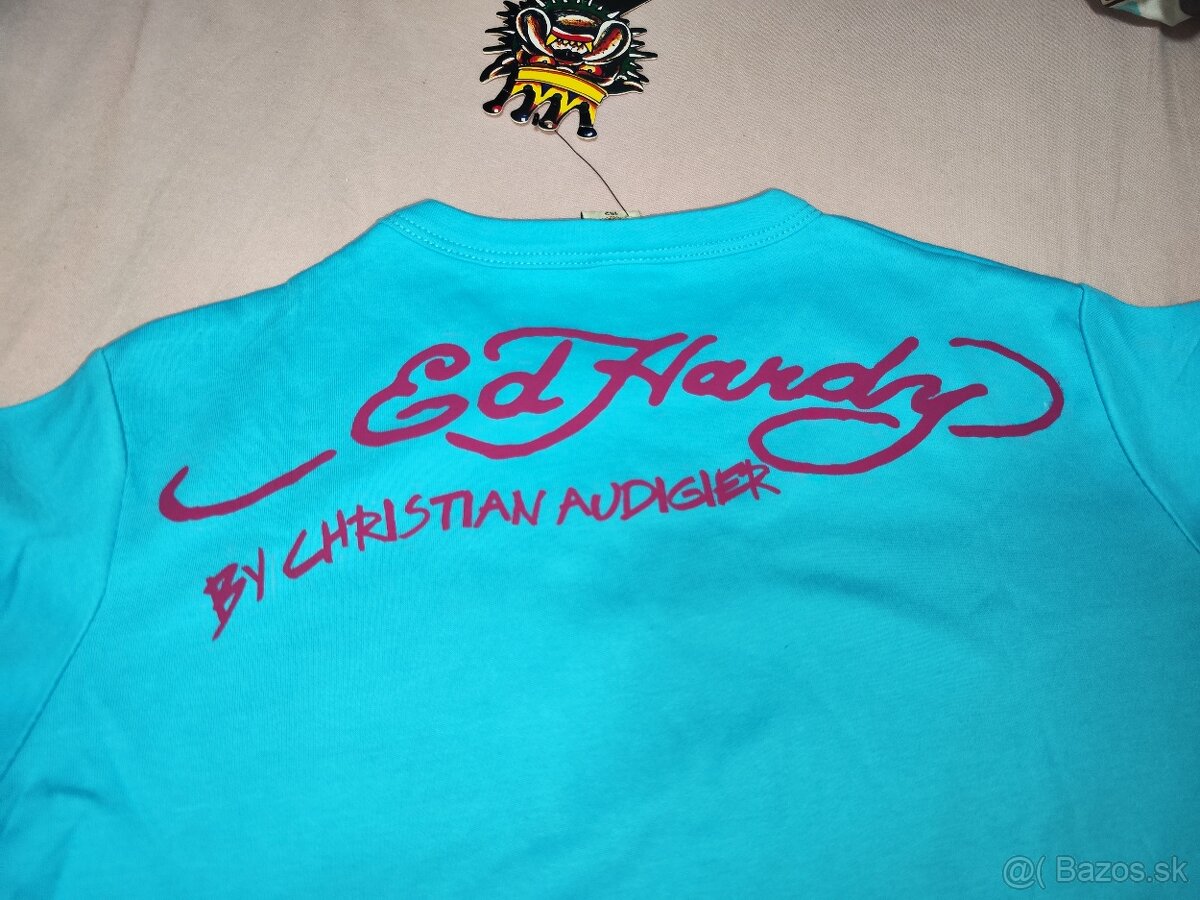 Ed Hardy
BY CHRISTIAN AUDIGIER
@( Bazos.sk